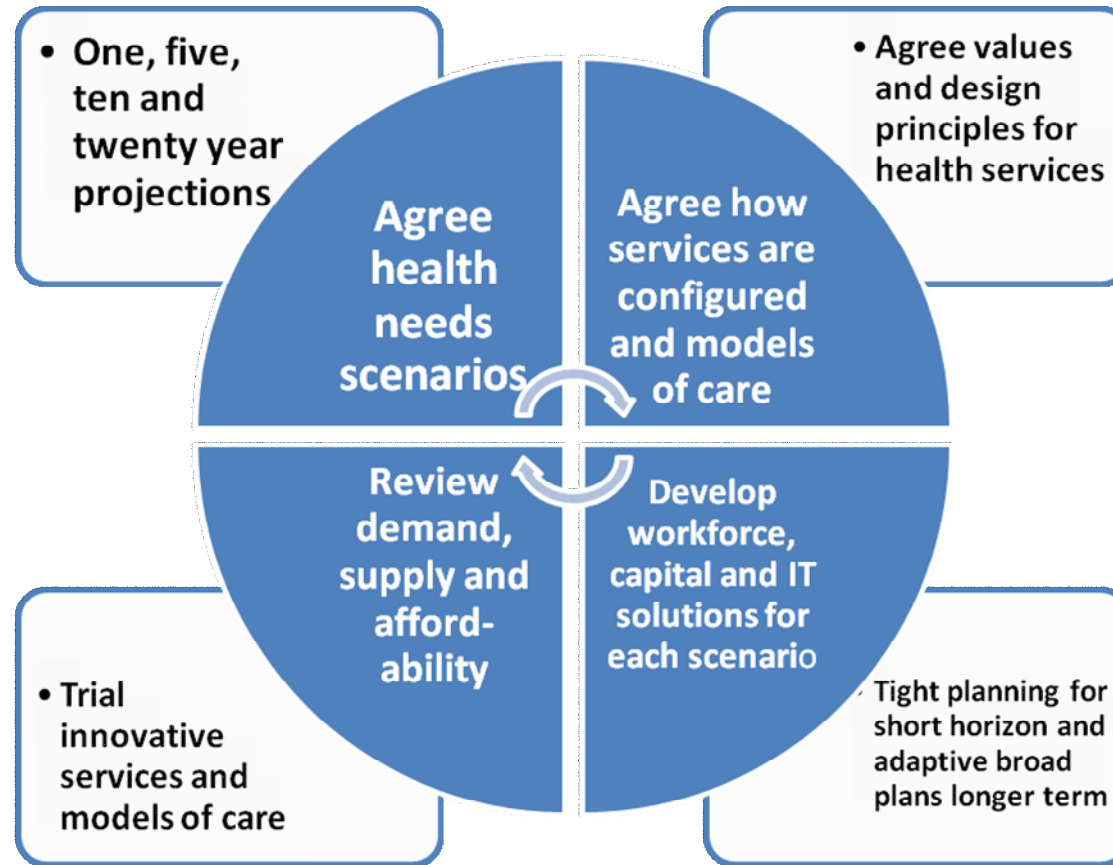 • One, five,
ten and
twenty year
projections
Agree
health
needs
scenarios
Agree how
services are
configured
and models
of care
• Agree values
and design
principles for
health services
Review
demand,
supply and
afford-
ability
Develop
workforce,
capital and IT
solutions for
each scenario
• Trial
innovative
services and
models of care
Tight planning for
short horizon and
adaptive broad
plans longer term